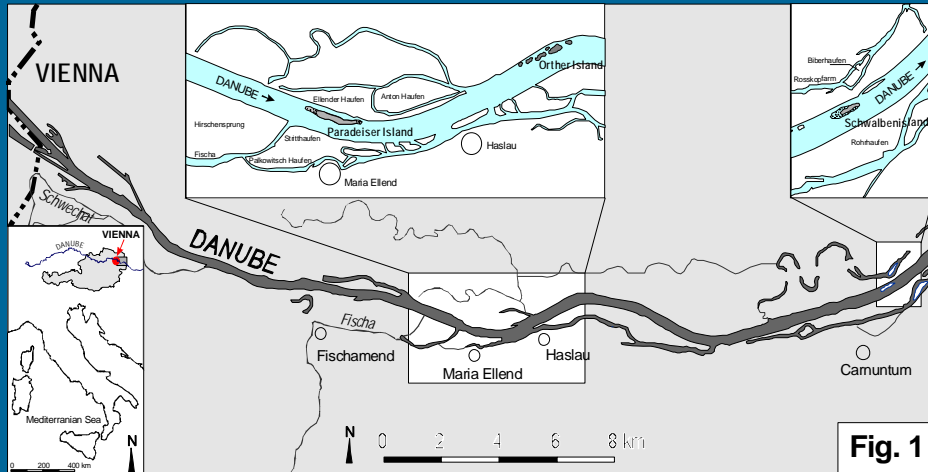 VIENNA
DANUBE
Ellender Haufen
Anton Haufen
Orther Island
Hirschensprung
Stritthaufen
Paradeiser Island
Fischa
Palkowitsch Haufen
Maria Ellend
Haslau
Biberhaufen
Rosskopfarm
DANUBE
Schwalbenisland
Rohrhaufen
Schwechat
DANUBE
Fischa
Fischamend
Maria Ellend
Haslau
Carnuntum
DANUBE
VIENNA
Mediterranean Sea
N
0 200 400 km
N
0 2 4 6 8 km
Fig. 1